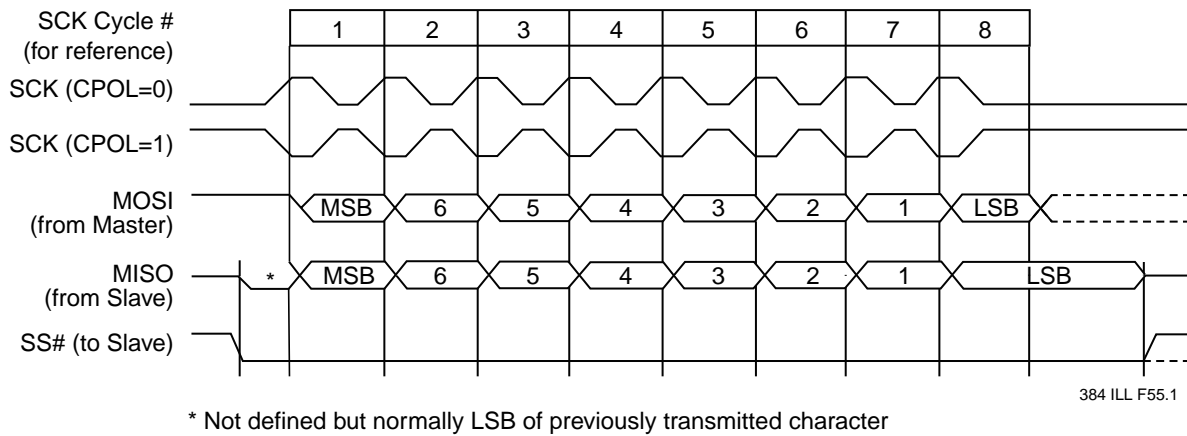 SCK Cycle # 1 2 3 4 5 6 7 8
(for reference)
SCK (CPOL=0)
SCK (CPOL=1)
MOSI MSB 6 5 4 3 2 1 LSB
(from Master)
MISO * MSB 6 5 4 3 2 1 LSB
(from Slave)
SS# (to Slave)
384 ILL F55.1
* Not defined but normally LSB of previously transmitted character